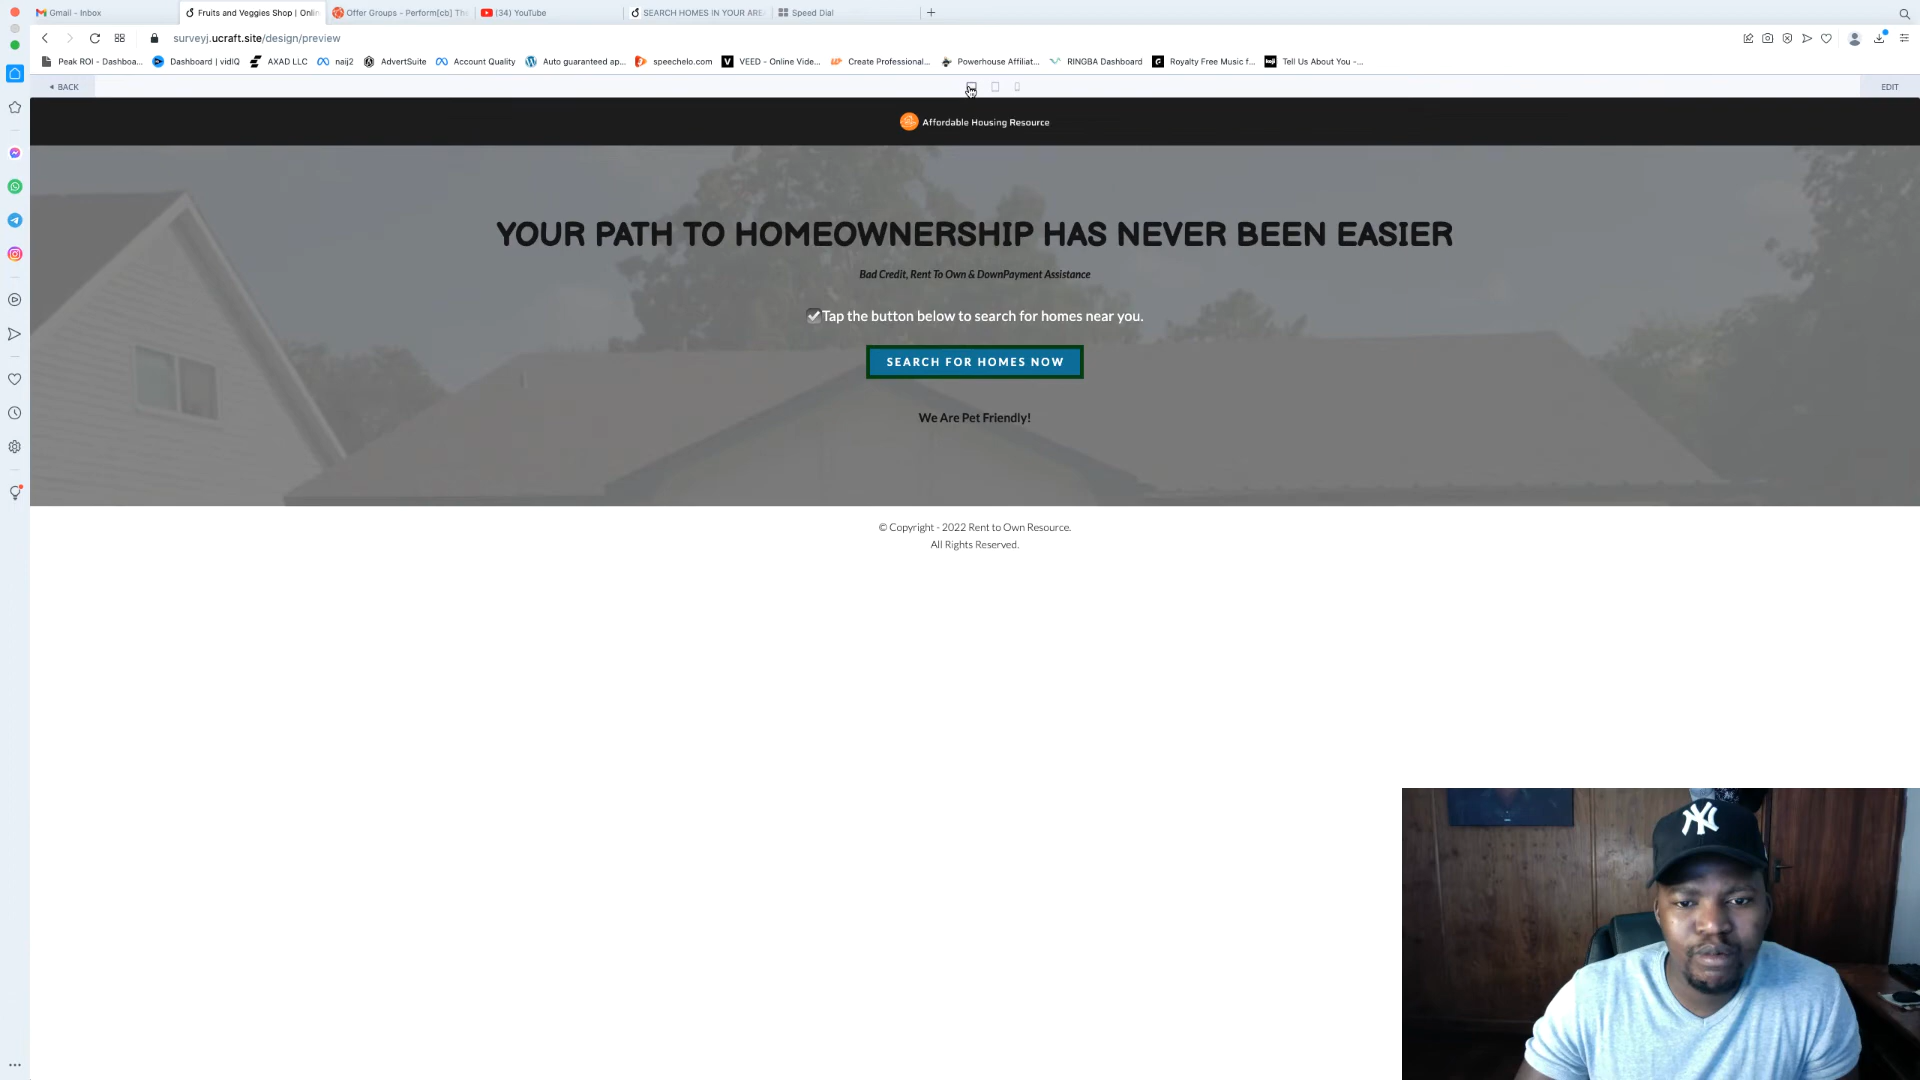 Gmail - Inbox
Fruits and Veggies Shop | Onlin
Offer Groups - Perform[cb] Th
(34) YouTube
SEARCH HOMES IN YOUR ARE
Speed Dial
surveyj.ucraft.site/design/preview
Peak ROI - Dashboa...
Dashboard | vidIQ
AXAD LLC
naij2
AdvertSuite
Account Quality
Auto guaranteed ap...
speechelo.com
VEED - Online Vide...
Create Professional...
Powerhouse Affiliat...
RINGBA Dashboard
Royalty Free Music f...
Tell Us About You -...
BACK
EDIT
Affordable Housing Resource
YOUR PATH TO HOMEOWNERSHIP HAS NEVER BEEN EASIER
Bad Credit, Rent To Own & DownPayment Assistance
Tap the button below to search for homes near you.
SEARCH FOR HOMES NOW
We Are Pet Friendly!
© Copyright - 2022 Rent to Own Resource.
All Rights Reserved.
NY